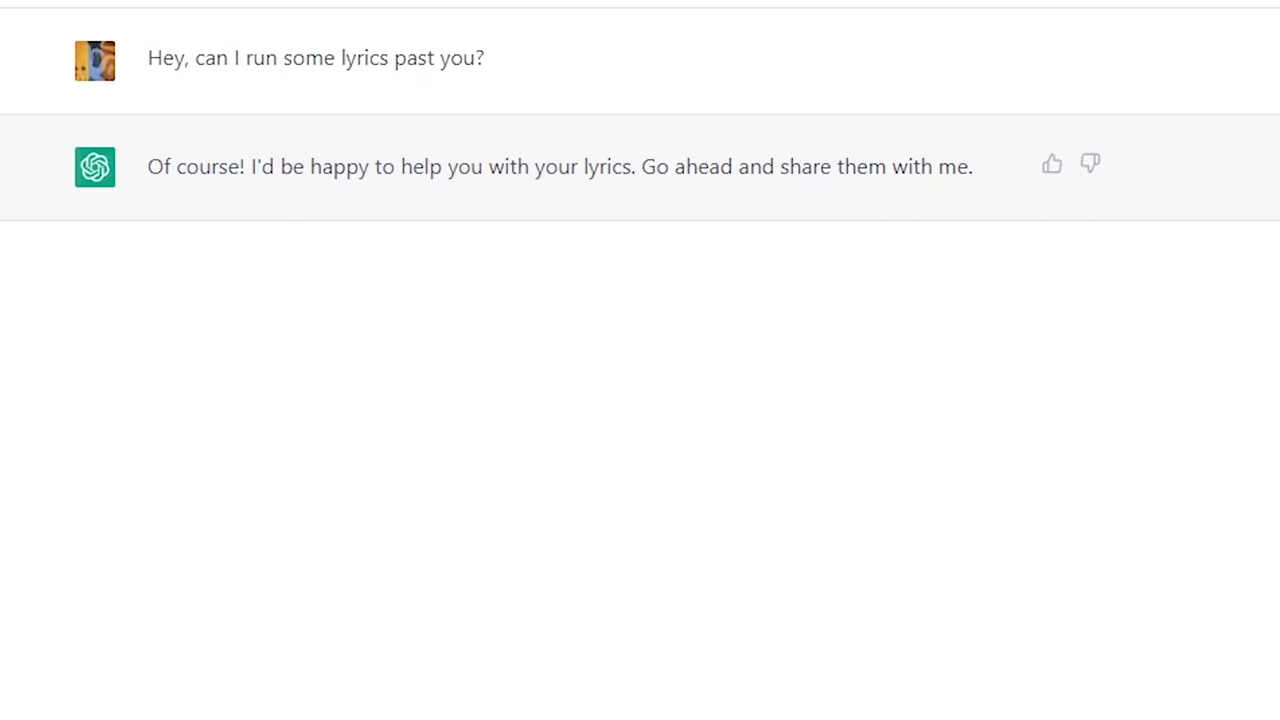 Hey, can I run some lyrics past you?
Of course! I'd be happy to help you with your lyrics. Go ahead and share them with me.